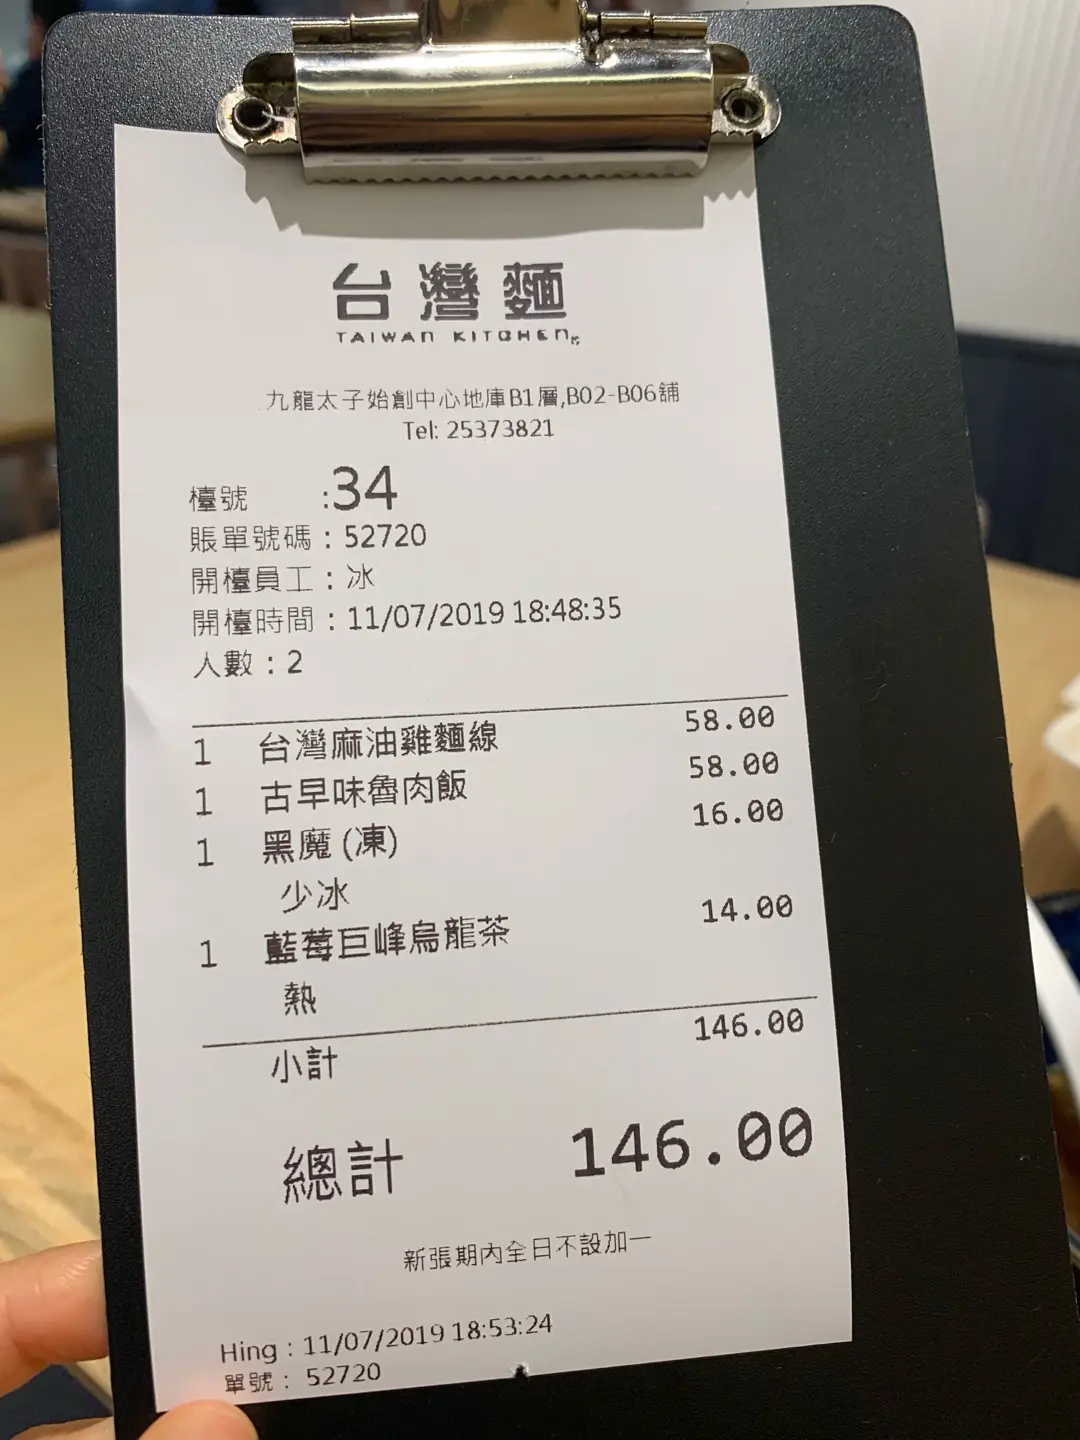 台灣麵
TAIWAN KITCHEN
九龍太子始創中心地庫B1層,B02-B06舖
Tel: 25373821
檯號 :34
賬單號碼：52720
開檯員工：冰
開檯時間：11/07/2019 18:48:35
人數：2
1 台灣麻油雞麵線 58.00
1 古早味魯肉飯 58.00
1 黑魔 (凍) 16.00
少冰
1 藍莓巨峰烏龍茶 14.00
熱
小計 146.00
總計 146.00
新張期內全日不設加一
Hing : 11/07/2019 18:53:24
單號： 52720